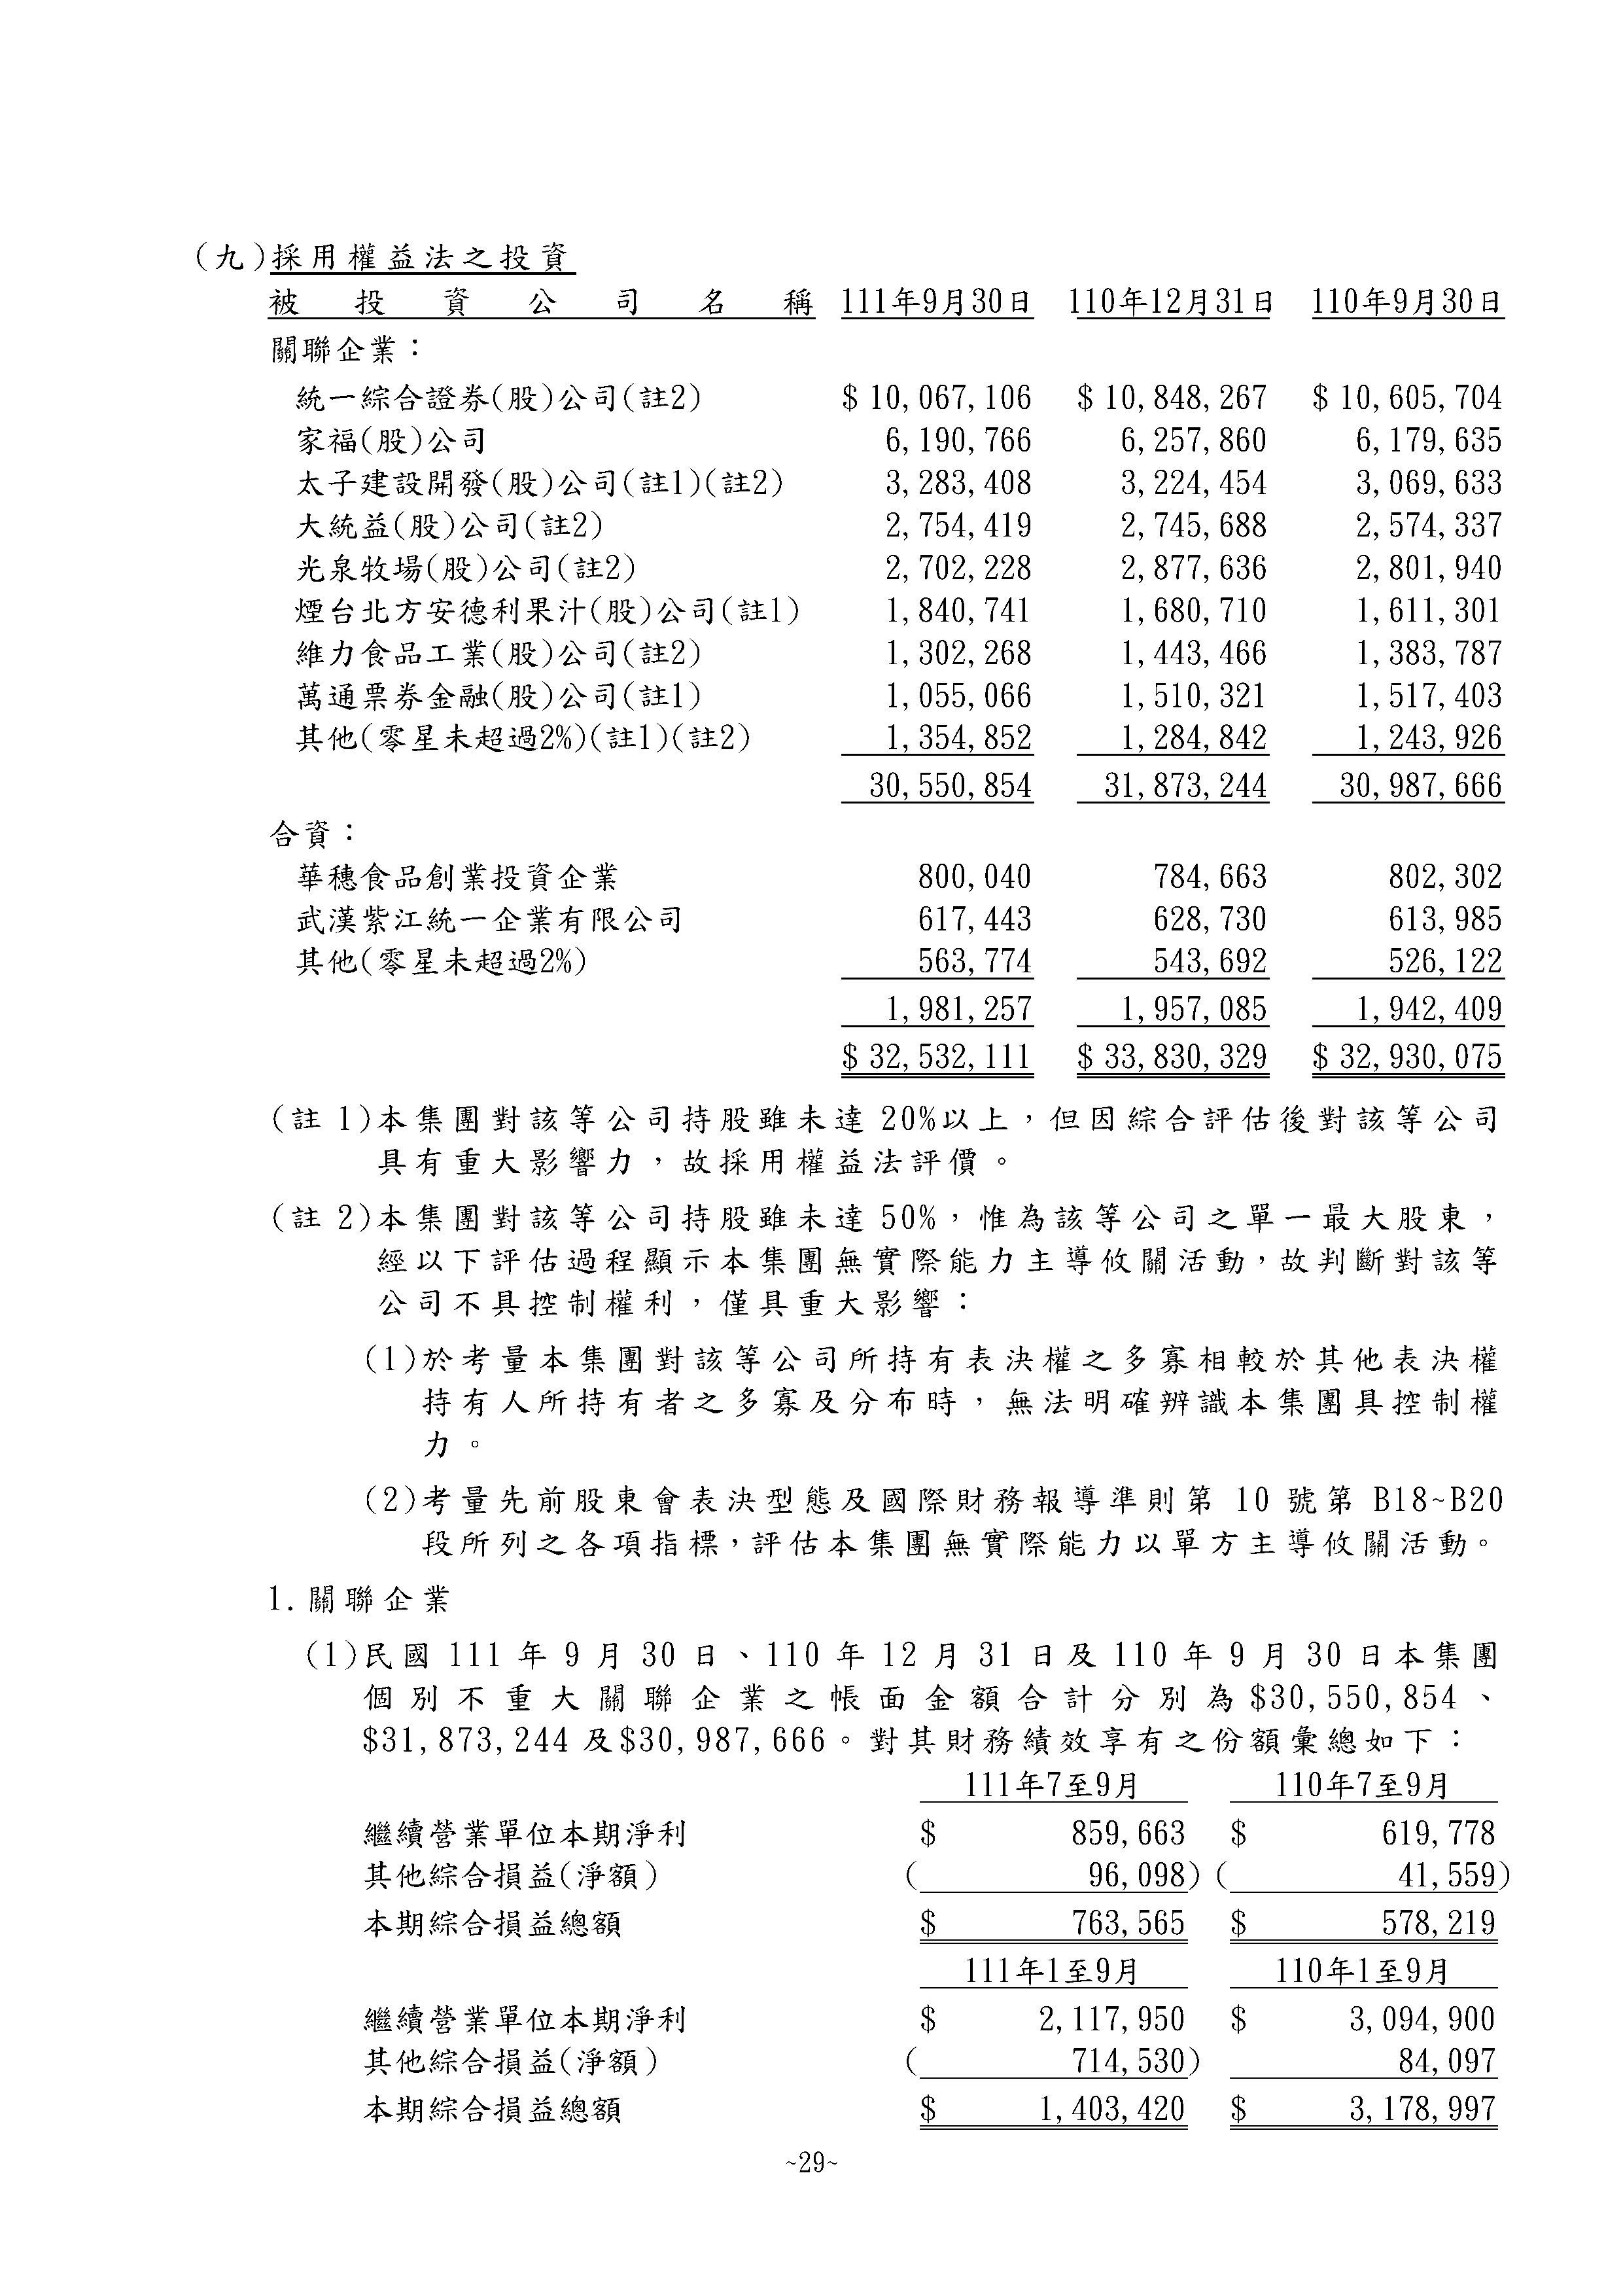 (九)採用權益法之投資
被投資公司名稱 111年9月30日 110年12月31日 110年9月30日
關聯企業：
統一綜合證券(股)公司(註2) $ 10,067,106 $ 10,848,267 $ 10,605,704
家福(股)公司 6,190,766 6,257,860 6,179,635
太子建設開發(股)公司(註1)(註2) 3,283,408 3,224,454 3,069,633
大統益(股)公司(註2) 2,754,419 2,745,688 2,574,337
光泉牧場(股)公司(註2) 2,702,228 2,877,636 2,801,940
煙台北方安德利果汁(股)公司(註1) 1,840,741 1,680,710 1,611,301
維力食品工業(股)公司(註2) 1,302,268 1,443,466 1,383,787
萬通票券金融(股)公司(註1) 1,055,066 1,510,321 1,517,403
其他(零星未超過2%)(註1)(註2) 1,354,852 1,284,842 1,243,926
30,550,854 31,873,244 30,987,666
合資：
華穗食品創業投資企業 800,040 784,663 802,302
武漢紫江統一企業有限公司 617,443 628,730 613,985
其他(零星未超過2%) 563,774 543,692 526,122
1,981,257 1,957,085 1,942,409
$ 32,532,111 $ 33,830,329 $ 32,930,075
(註 1)本集團對該等公司持股雖未達 20%以上，但因綜合評估後對該等公司
具有重大影響力，故採用權益法評價。
(註 2)本集團對該等公司持股雖未達 50%，惟為該等公司之單一最大股東，
經以下評估過程顯示本集團無實際能力主導攸關活動，故判斷對該等
公司不具控制權利，僅具重大影響：
(1)於考量本集團對該等公司所持有表決權之多寡相較於其他表決權
持有人所持有者之多寡及分布時，無法明確辨識本集團具控制權
力。
(2)考量先前股東會表決型態及國際財務報導準則第 10 號第 B18~B20
段所列之各項指標，評估本集團無實際能力以單方主導攸關活動。
1.關聯企業
(1)民國 111 年 9 月 30 日、110 年 12 月 31 日及 110 年 9 月 30 日本集團
個別不重大關聯企業之帳面金額合計分別為$30,550,854、
$31,873,244 及$30,987,666。對其財務績效享有之份額彙總如下：
111年7至9月 110年7至9月
繼續營業單位本期淨利 $ 859,663 $ 619,778
其他綜合損益(淨額) ( 96,098) ( 41,559)
本期綜合損益總額 $ 763,565 $ 578,219
111年1至9月 110年1至9月
繼續營業單位本期淨利 $ 2,117,950 $ 3,094,900
其他綜合損益(淨額) ( 714,530) 84,097
本期綜合損益總額 $ 1,403,420 $ 3,178,997
~29~